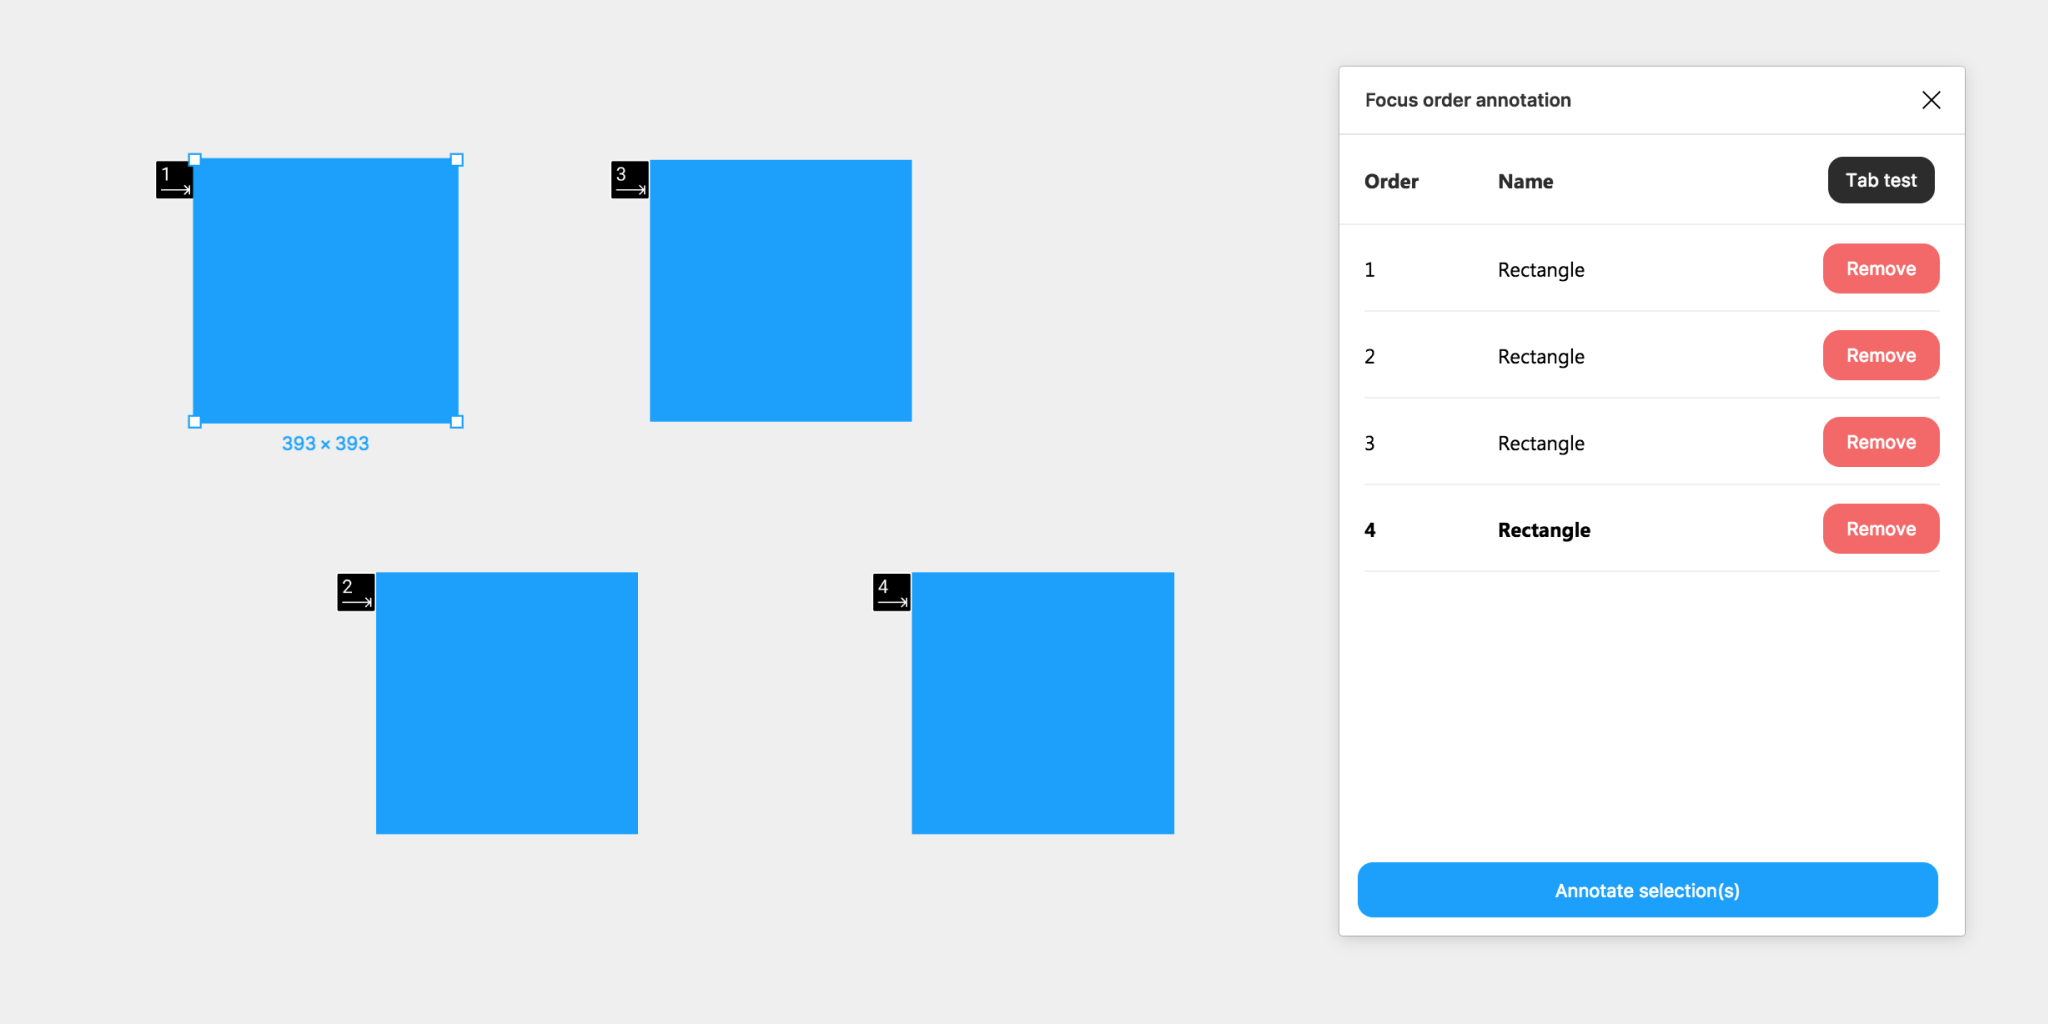 1
3
393 × 393
2
4
Focus order annotation
Order Name Tab test
1 Rectangle Remove
2 Rectangle Remove
3 Rectangle Remove
4 Rectangle Remove
Annotate selection(s)